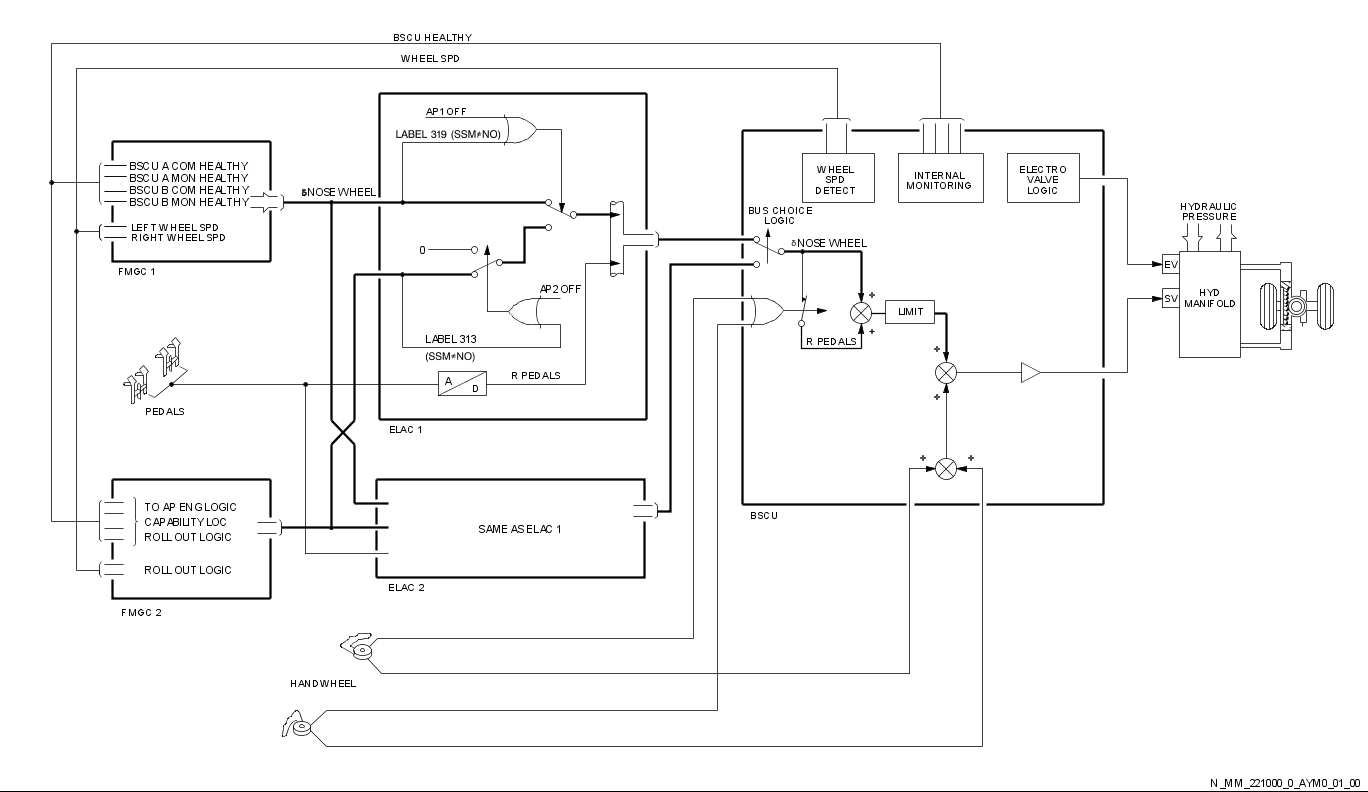 BSCU HEALTHY
WHEEL SPD
AP1 OFF
LABEL 319 (SSM≠NO)
BSCU A COM HEALTHY
BSCU A MON HEALTHY
BSCU B COM HEALTHY
BSCU B MON HEALTHY
LEFT WHEEL SPD
RIGHT WHEEL SPD
FMGC 1
δNOSE WHEEL
0
AP2 OFF
LABEL 313
(SSM≠NO)
A
D
R PEDALS
ELAC 1
PEDALS
WHEEL
SPD
DETECT
INTERNAL
MONITORING
ELECTRO
VALVE
LOGIC
BUS CHOICE
LOGIC
δNOSE WHEEL
+
+
LIMIT
R PEDALS
+
+
+
+
BSCU
HYDRAULIC
PRESSURE
EV
SV
HYD
MANIFOLD
TO AP ENG LOGIC
CAPABILITY LOC
ROLL OUT LOGIC
ROLL OUT LOGIC
FMGC 2
SAME AS ELAC 1
ELAC 2
HANDWHEEL
N_MM_221000_0_AYM0_01_00